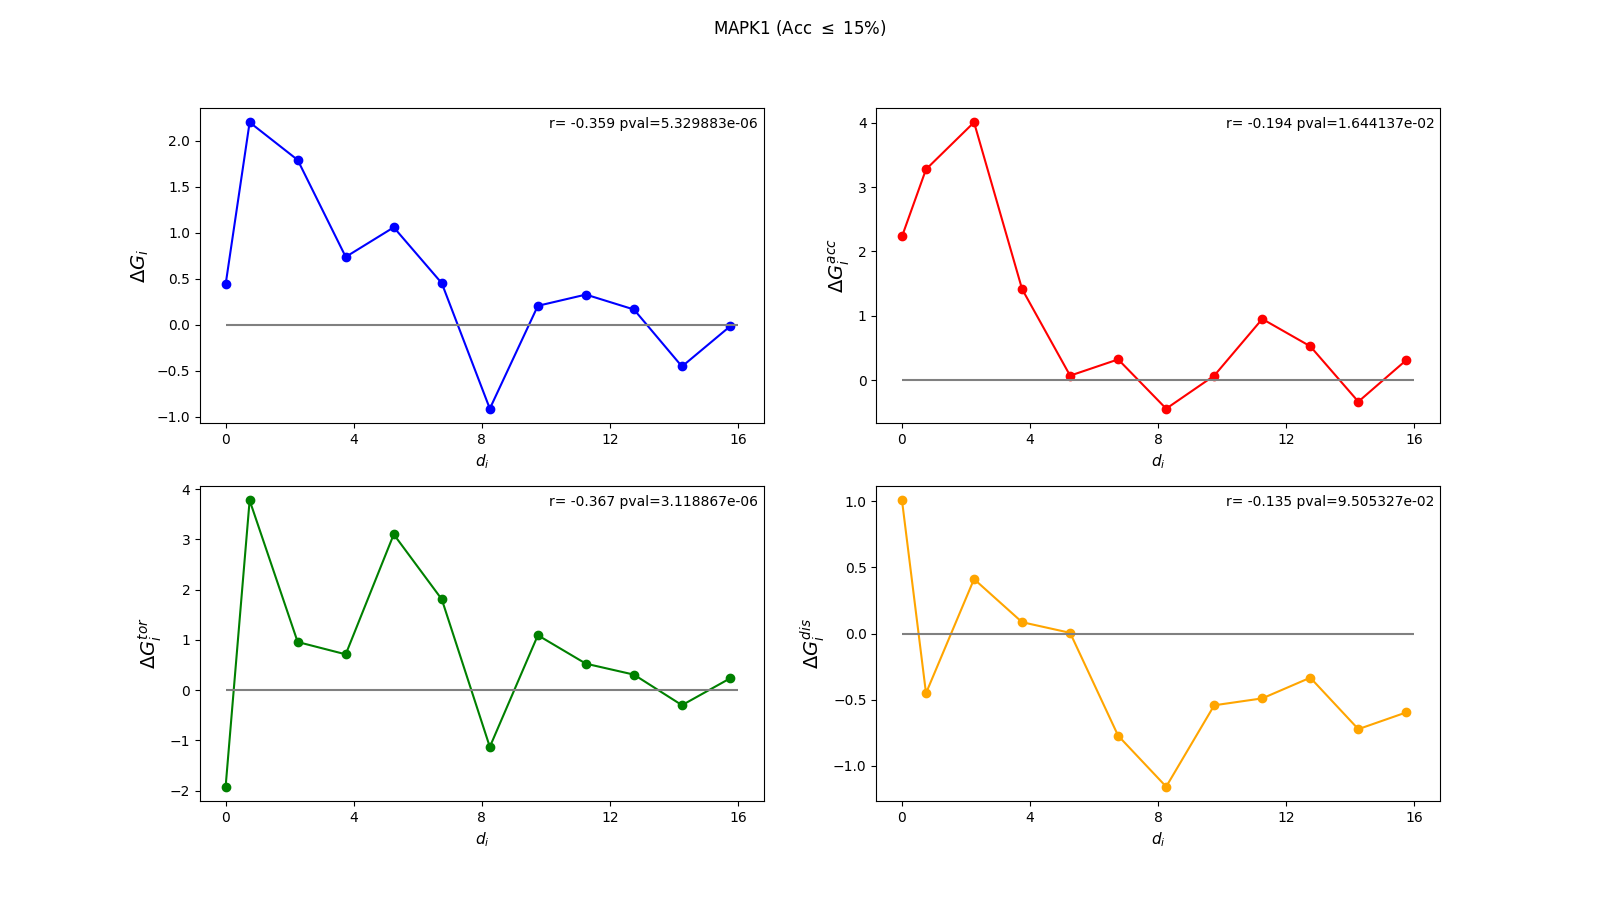 MAPK1 (Acc ≤ 15%)
r= -0.359 pval=5.329883e-06
2.0
1.5
1.0
0.5
0.0
−0.5
−1.0
ΔG_i
0 4 8 12 16
d_i
r= -0.194 pval=1.644137e-02
4
3
2
1
0
ΔG_i^{acc}
0 4 8 12 16
d_i
r= -0.367 pval=3.118867e-06
4
3
2
1
0
−1
−2
ΔG_i^{tor}
0 4 8 12 16
d_i
r= -0.135 pval=9.505327e-02
1.0
0.5
0.0
−0.5
−1.0
ΔG_i^{dis}
0 4 8 12 16
d_i